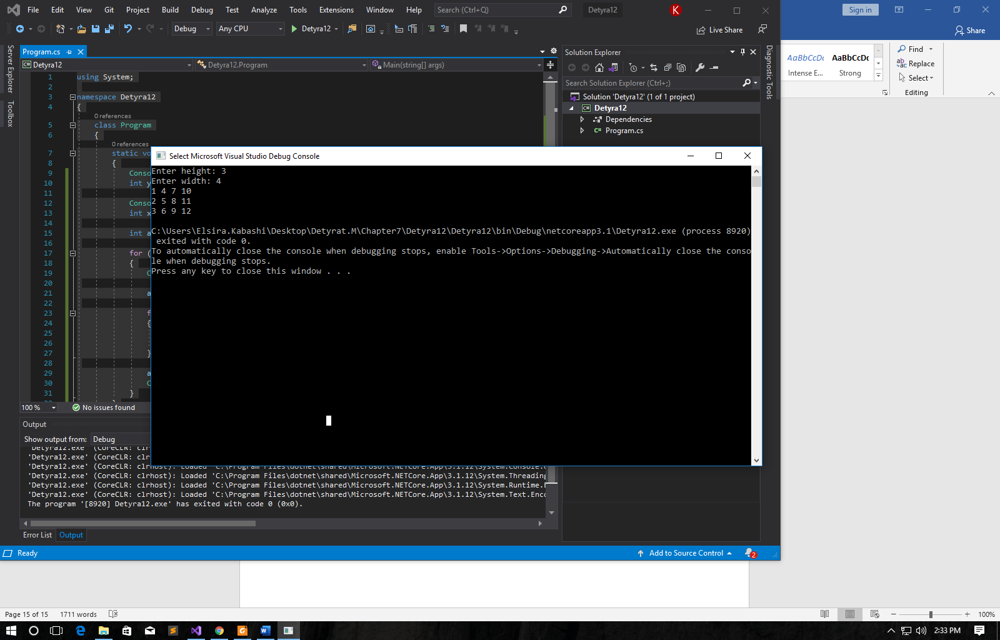 File Edit View Git Project Build Debug Test Analyze Tools Extensions Window Help Search (Ctrl+Q) Detyra12 K
Sign in
Debug Any CPU Detyra12 Live Share
Share
Server Explorer
Toolbox
Program.cs
Detyra12 Detyra12.Program Main(string[] args)
1 using System;
2
3 namespace Detyra12
4 {
0 references
5 class Program
6 {
0 references
7 static vo
8 {
9 Conso
10 int y
11
12 Conso
13 int x
14
15 int a
16
17 for (
18 {
19 C
20
21 a
22
23 f
24 {
25
26
27 }
28
29 a
30 C
31 }
100 % No issues found
Select Microsoft Visual Studio Debug Console
Enter height: 3
Enter width: 4
1 4 7 10
2 5 8 11
3 6 9 12
C:\Users\Elsira.Kabashi\Desktop\Detyrat.M\Chapter7\Detyra12\Detyra12\bin\Debug\netcoreapp3.1\Detyra12.exe (process 8920)
exited with code 0.
To automatically close the console when debugging stops, enable Tools->Options->Debugging->Automatically close the conso
le when debugging stops.
Press any key to close this window . . .
Solution Explorer
Search Solution Explorer (Ctrl+;)
Solution 'Detyra12' (1 of 1 project)
Detyra12
Dependencies
Program.cs
Diagnostic Tools
AaBbCcDc AaBbCcDc
Intense E... Strong
Find
Replace
Select
Editing
Output
Show output from: Debug
'Detyra12.exe' (CoreCLR: clr
'Detyra12.exe' (CoreCLR: clr
'Detyra12.exe' (CoreCLR: clrhost): Loaded 'C:\Program Files\dotnet\shared\Microsoft.NETCore.App\3.1.12\System.Console.
'Detyra12.exe' (CoreCLR: clrhost): Loaded 'C:\Program Files\dotnet\shared\Microsoft.NETCore.App\3.1.12\System.Threading
'Detyra12.exe' (CoreCLR: clrhost): Loaded 'C:\Program Files\dotnet\shared\Microsoft.NETCore.App\3.1.12\System.Runtime.
'Detyra12.exe' (CoreCLR: clrhost): Loaded 'C:\Program Files\dotnet\shared\Microsoft.NETCore.App\3.1.12\System.Text.Enco
The program '[8920] Detyra12.exe' has exited with code 0 (0x0).
Error List Output
Ready Add to Source Control 2
Page 15 of 15 1711 words 100%
2:33 PM